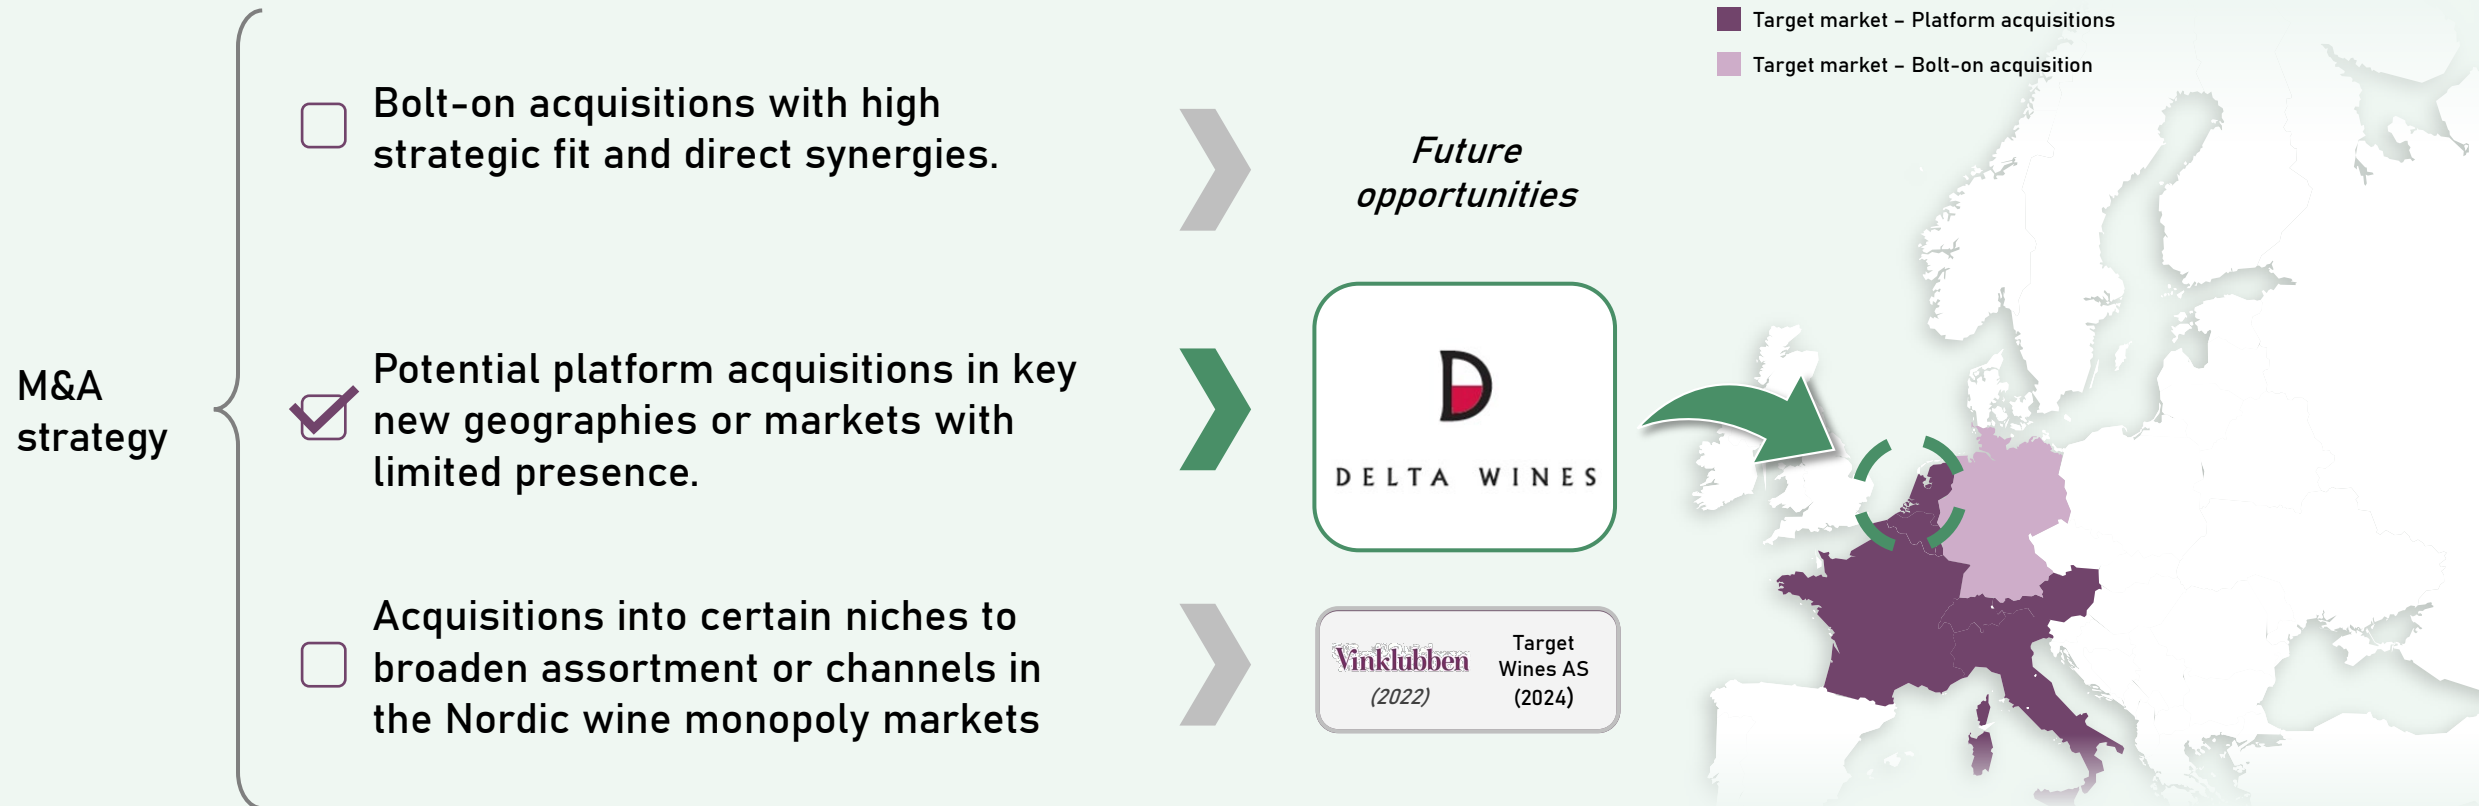 Target market – Platform acquisitions
Target market – Bolt-on acquisition
Bolt-on acquisitions with high
strategic fit and direct synergies.
Future
opportunities
M&A
strategy
Potential platform acquisitions in key
new geographies or markets with
limited presence.
D
DELTA WINES
Acquisitions into certain niches to
broaden assortment or channels in
the Nordic wine monopoly markets
Vinklubben
(2022)
Target
Wines AS
(2024)